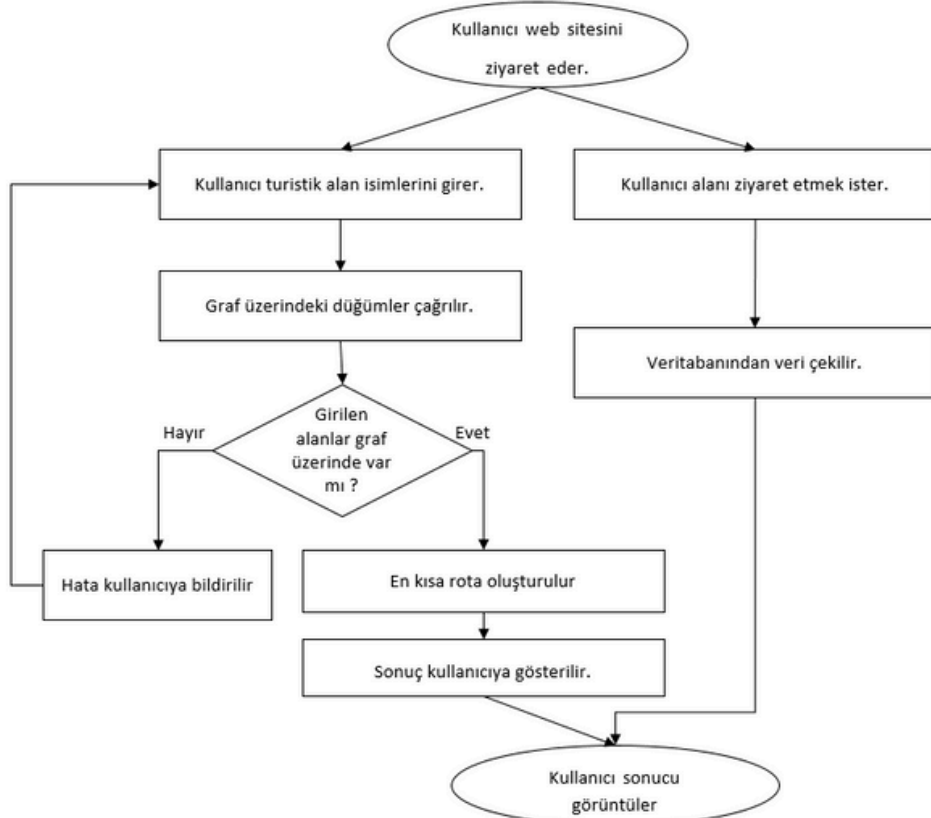 Kullanıcı web sitesini
ziyaret eder.
Kullanıcı turistik alan isimlerini girer.
Kullanıcı alanı ziyaret etmek ister.
Graf üzerindeki düğümler çağrılır.
Veritabanından veri çekilir.
Girilen
alanlar graf
üzerinde var
mı ?
Hayır
Evet
Hata kullanıcıya bildirilir
En kısa rota oluşturulur
Sonuç kullanıcıya gösterilir.
Kullanıcı sonucu
görüntüler